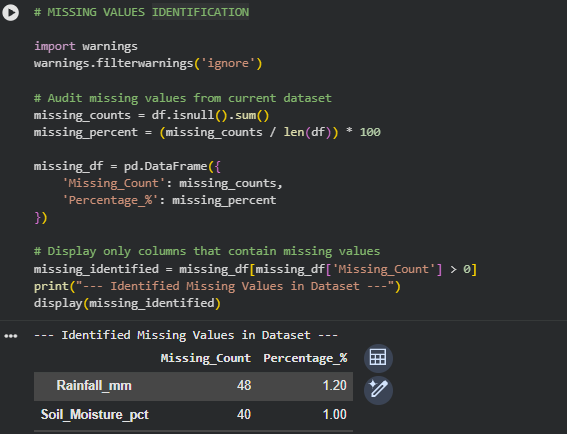 # MISSING VALUES IDENTIFICATION
import warnings
warnings.filterwarnings('ignore')
# Audit missing values from current dataset
missing_counts = df.isnull().sum()
missing_percent = (missing_counts / len(df)) * 100
missing_df = pd.DataFrame({
    'Missing_Count': missing_counts,
    'Percentage_%': missing_percent
})
# Display only columns that contain missing values
missing_identified = missing_df[missing_df['Missing_Count'] > 0]
print("--- Identified Missing Values in Dataset ---")
display(missing_identified)
--- Identified Missing Values in Dataset ---
Missing_Count Percentage_%
Rainfall_mm 48 1.20
Soil_Moisture_pct 40 1.00